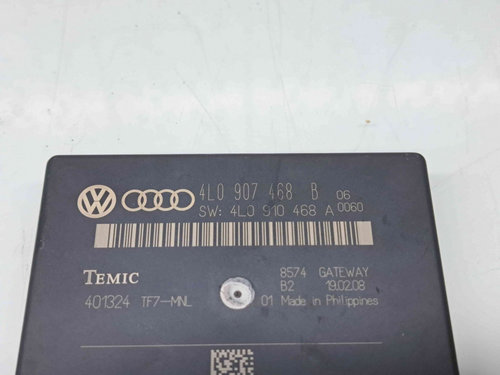 4L0 907 468 B 06
SW: 4L0 910 468 A 0060
TEMIC 8574 GATEWAY
B2 19.02.08
401324 TF7-MNL 01 Made in Philippines